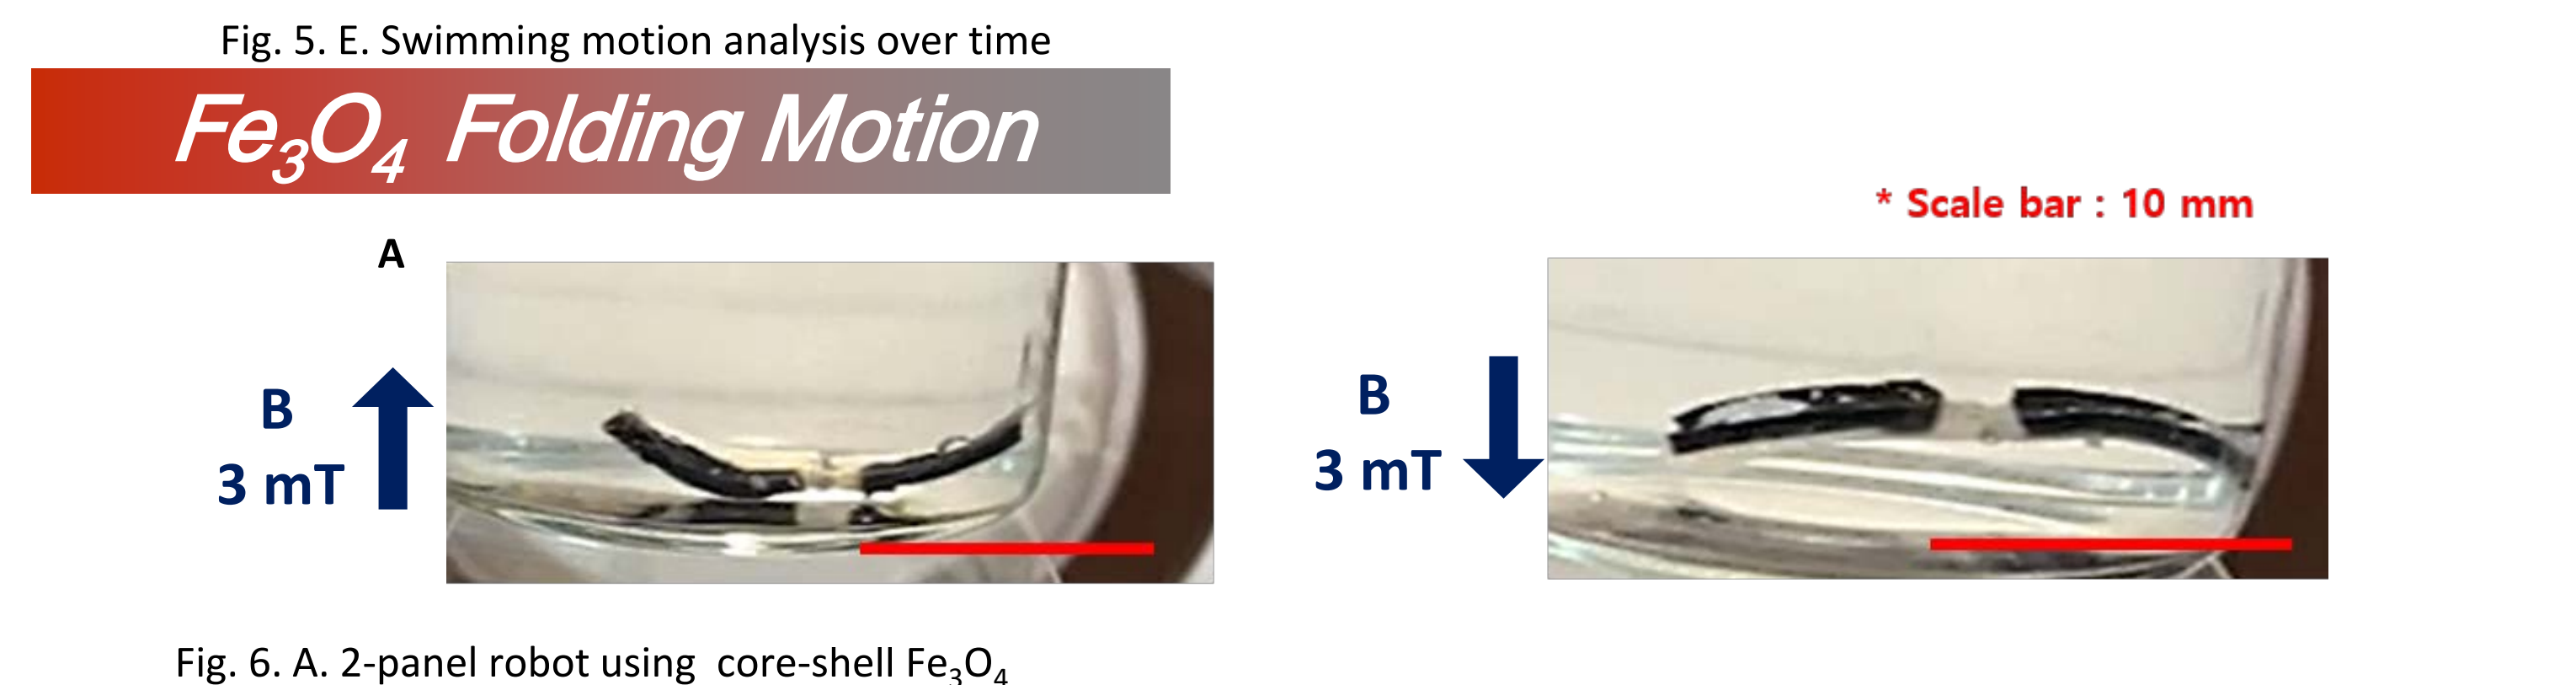 Fig. 5. E. Swimming motion analysis over time
Fe₃O₄ Folding Motion
* Scale bar : 10 mm
A
B
3 mT
B
3 mT
Fig. 6. A. 2-panel robot using core-shell Fe₃O₄